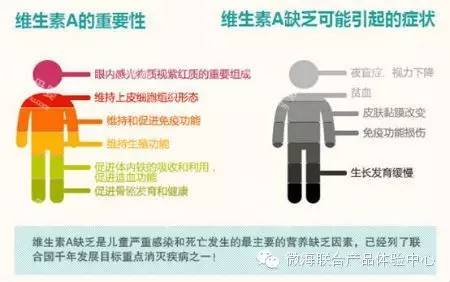 维生素A的重要性
眼内感光物质视紫红质的重要组成
维持上皮细胞组织形态
维持和促进免疫功能
维持生殖功能
促进体内铁的吸收和利用，
促进造血功能
促进骨骼发育和健康
维生素A缺乏可能引起的症状
夜盲症、视力下降
贫血
皮肤黏膜改变
免疫功能损伤
生长发育缓慢
维生素A缺乏是儿童严重感染和死亡发生的最主要的营养缺乏因素，已经列了联
合国千年发展目标重点消灭疾病之一！
微海联合产品体验中心